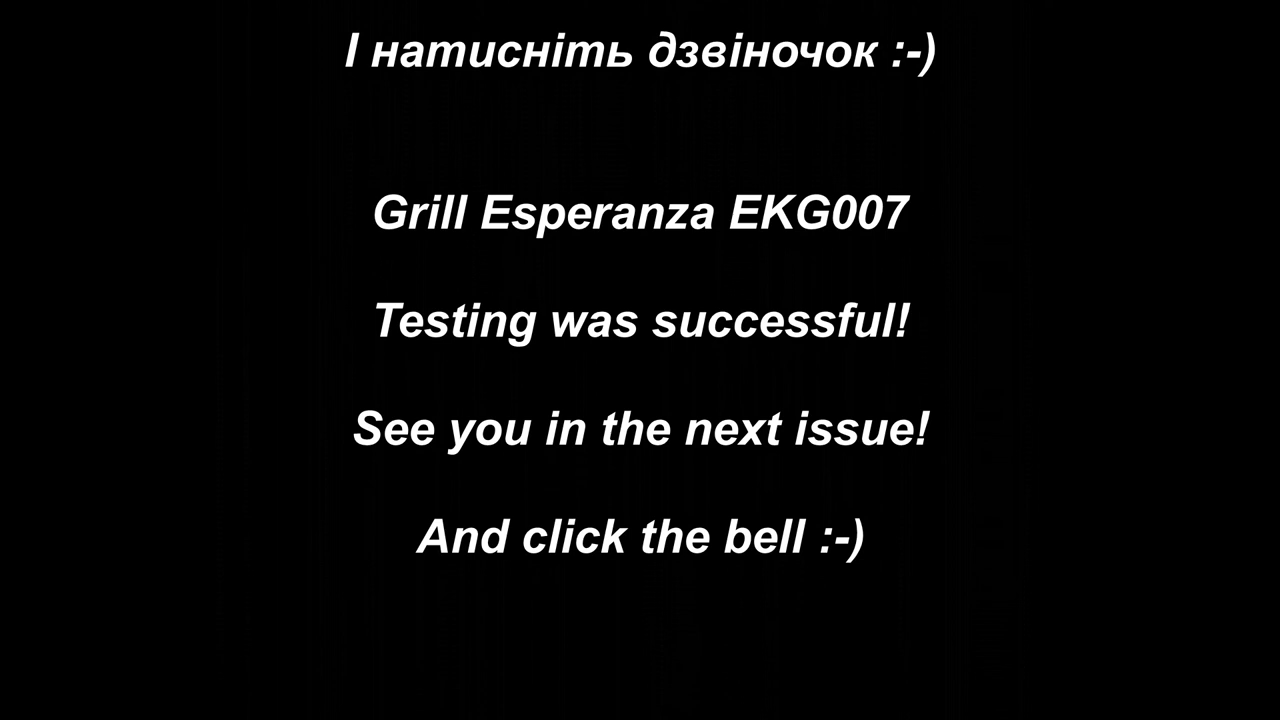 І натисніть дзвіночок :-)
Grill Esperanza EKG007
Testing was successful!
See you in the next issue!
And click the bell :-)